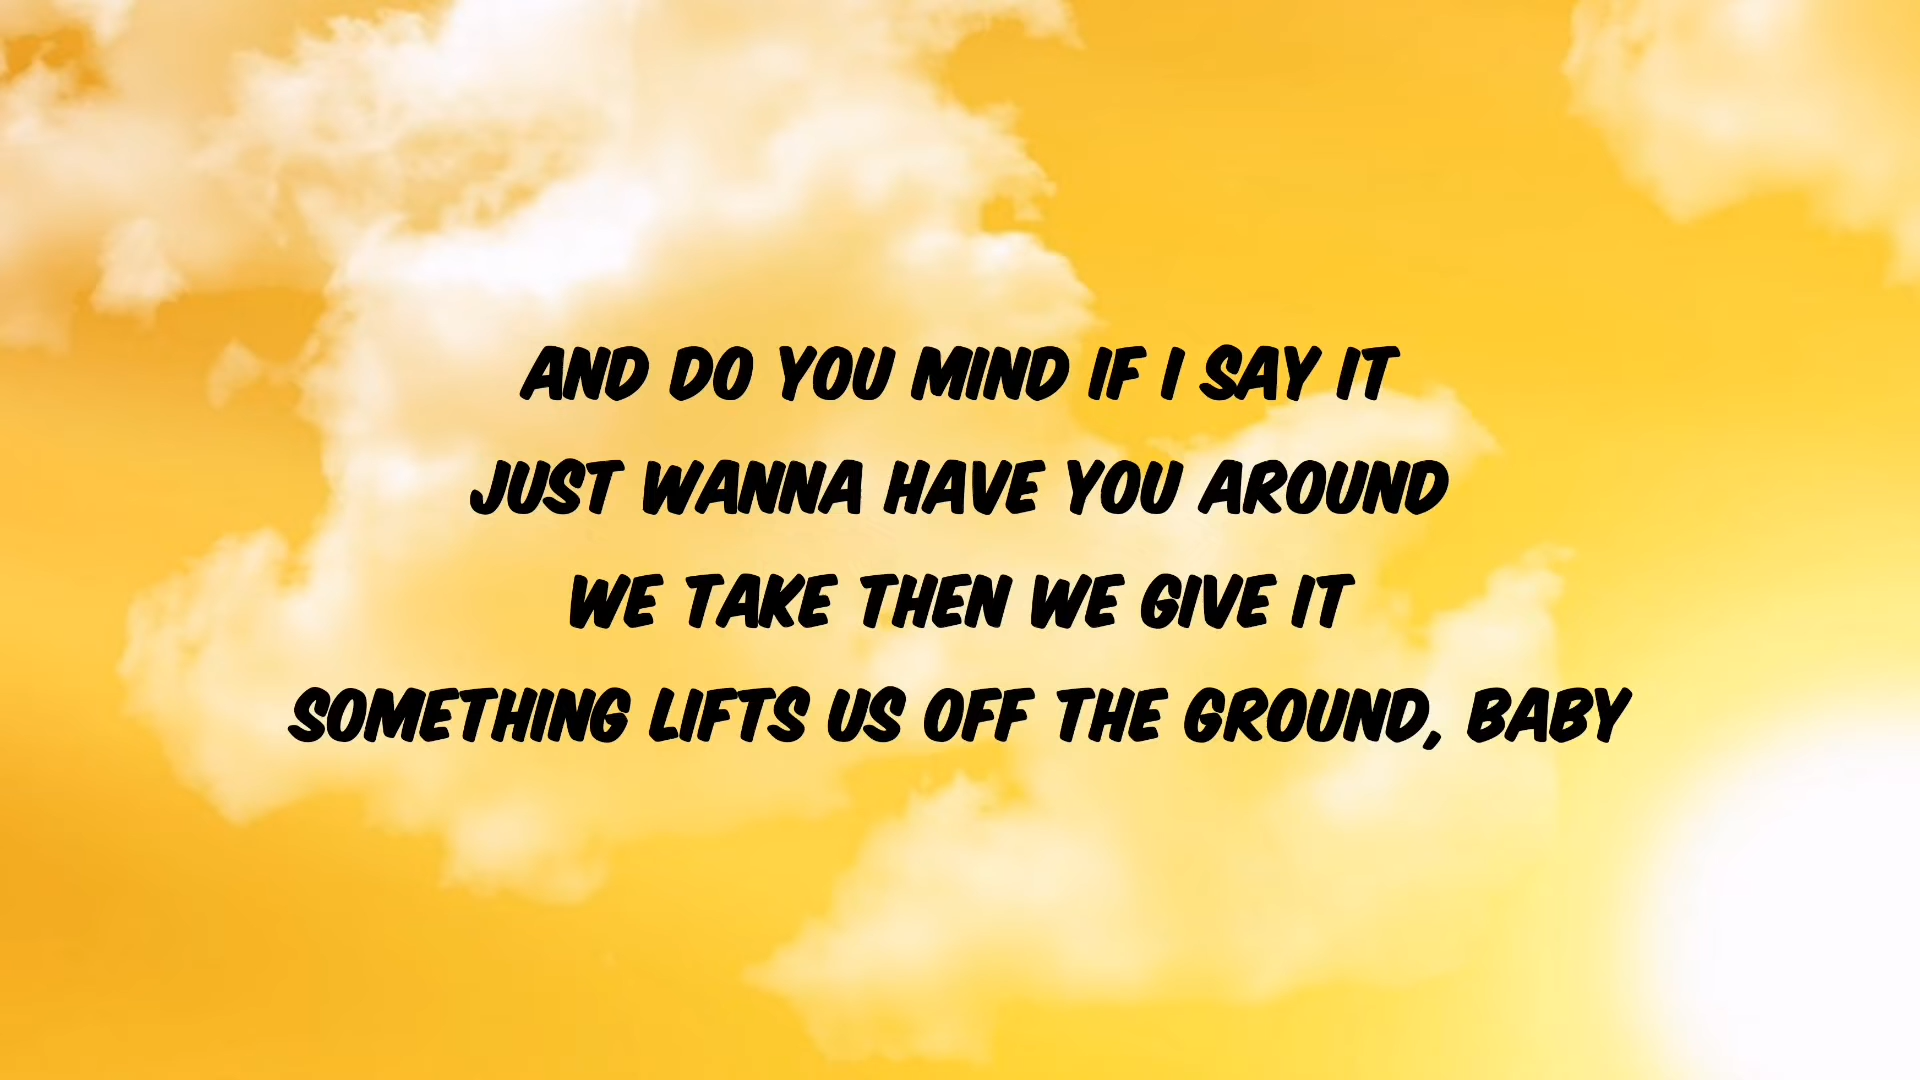 AND DO YOU MIND IF I SAY IT
JUST WANNA HAVE YOU AROUND
WE TAKE THEN WE GIVE IT
SOMETHING LIFTS US OFF THE GROUND, BABY